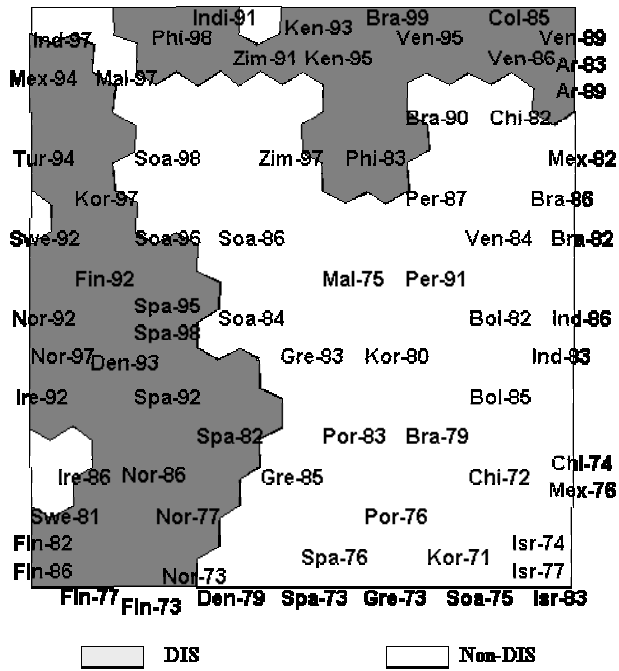 Indi-91 Bra-99 Col-85
Ken-93
Ind-97 Phi-98 Ven-95 Ven-89
Zim-91 Ken-95 Ven-86 Ar-83
Mex-94 Mal-97 Ar-89
Bra-90 Chi-82
Tur-94 Soa-98 Zim-97 Phi-83 Mex-82
Kor-97 Per-87 Bra-86
Swe-92 Soa-96 Soa-86 Ven-84 Bra-82
Fin-92 Mal-75 Per-91
Spa-95
Nor-92 Soa-84 Bol-82 Ind-86
Spa-98
Nor-97 Den-93 Gre-83 Kor-80 Ind-83
Ire-92 Spa-92 Bol-85
Spa-82 Por-83 Bra-79
Chi-74
Ire-86 Nor-86 Gre-85 Chi-72
Mex-76
Swe-81 Nor-77 Por-76
Fin-82 Isr-74
Spa-76 Kor-71
Fin-86 Nor-73 Isr-77
Fin-77 Fin-73 Den-79 Spa-73 Gre-73 Soa-75 Isr-83
DIS Non-DIS